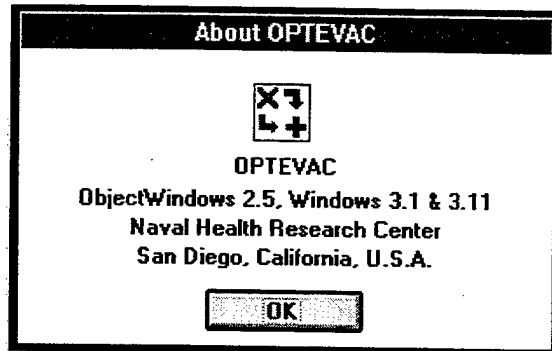 About OPTEVAC
OPTEVAC
ObjectWindows 2.5, Windows 3.1 & 3.11
Naval Health Research Center
San Diego, California, U.S.A.
OK